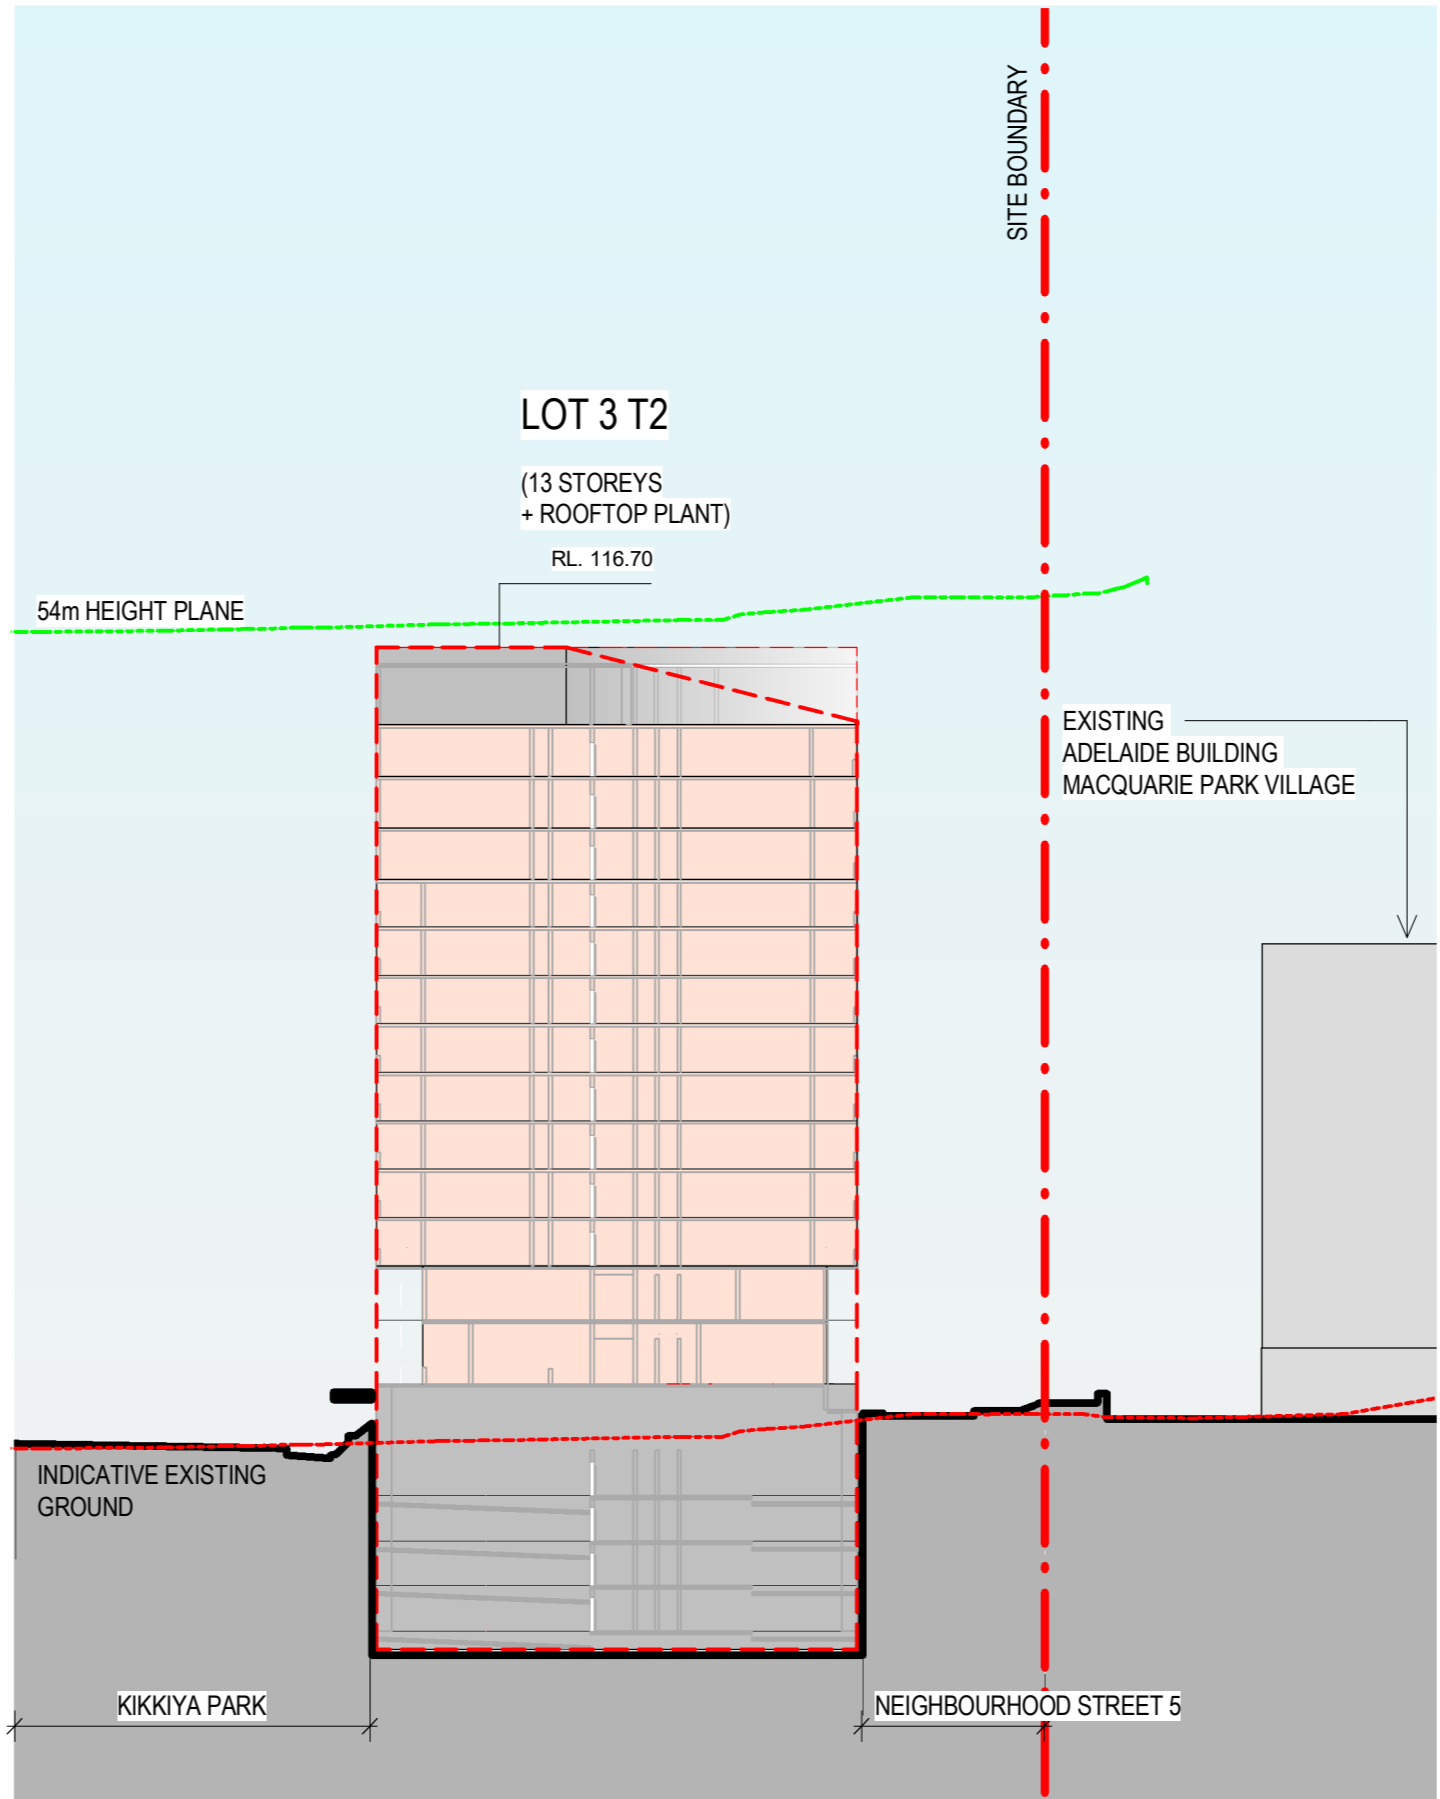 SITE BOUNDARY
LOT 3 T2
(13 STOREYS
+ ROOFTOP PLANT)
RL. 116.70
54m HEIGHT PLANE
EXISTING
ADELAIDE BUILDING
MACQUARIE PARK VILLAGE
INDICATIVE EXISTING
GROUND
KIKKIYA PARK
NEIGHBOURHOOD STREET 5